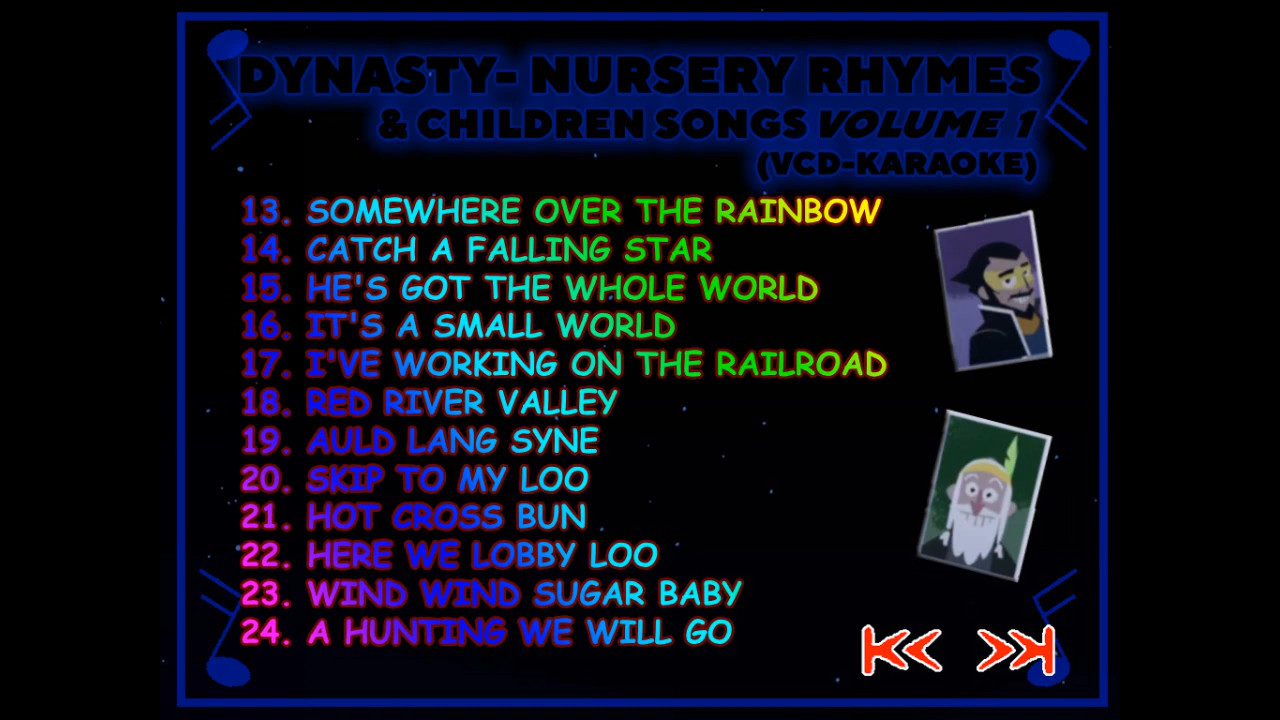 DYNASTY- NURSERY RHYMES
& CHILDREN SONGS VOLUME 1
(VCD-KARAOKE)
13. SOMEWHERE OVER THE RAINBOW
14. CATCH A FALLING STAR
15. HE'S GOT THE WHOLE WORLD
16. IT'S A SMALL WORLD
17. I'VE WORKING ON THE RAILROAD
18. RED RIVER VALLEY
19. AULD LANG SYNE
20. SKIP TO MY LOO
21. HOT CROSS BUN
22. HERE WE LOBBY LOO
23. WIND WIND SUGAR BABY
24. A HUNTING WE WILL GO